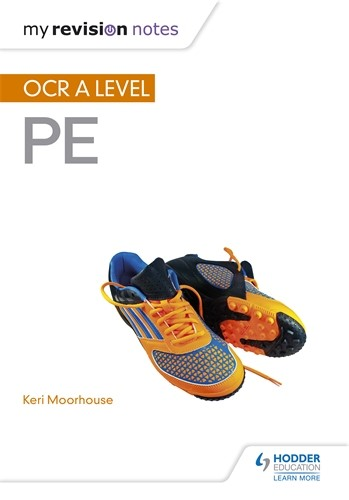 my revision notes
OCR A LEVEL
PE
Keri Moorhouse
HODDER
EDUCATION
LEARN MORE